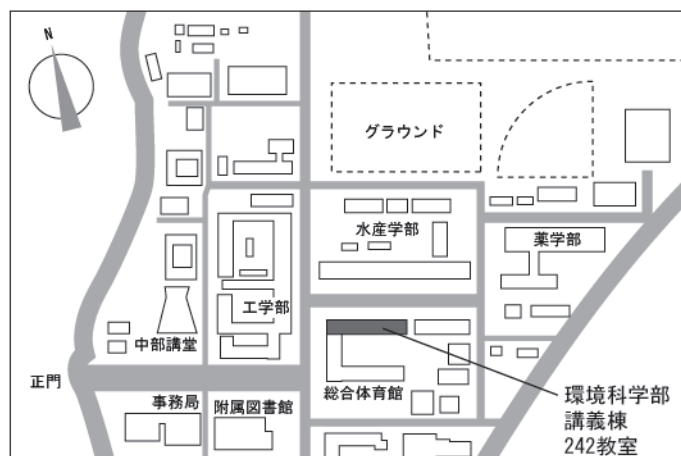 N
グラウンド
水産学部
薬学部
工学部
中部講堂
正門
総合体育館
事務局
附属図書館
環境科学部
講義棟
242教室